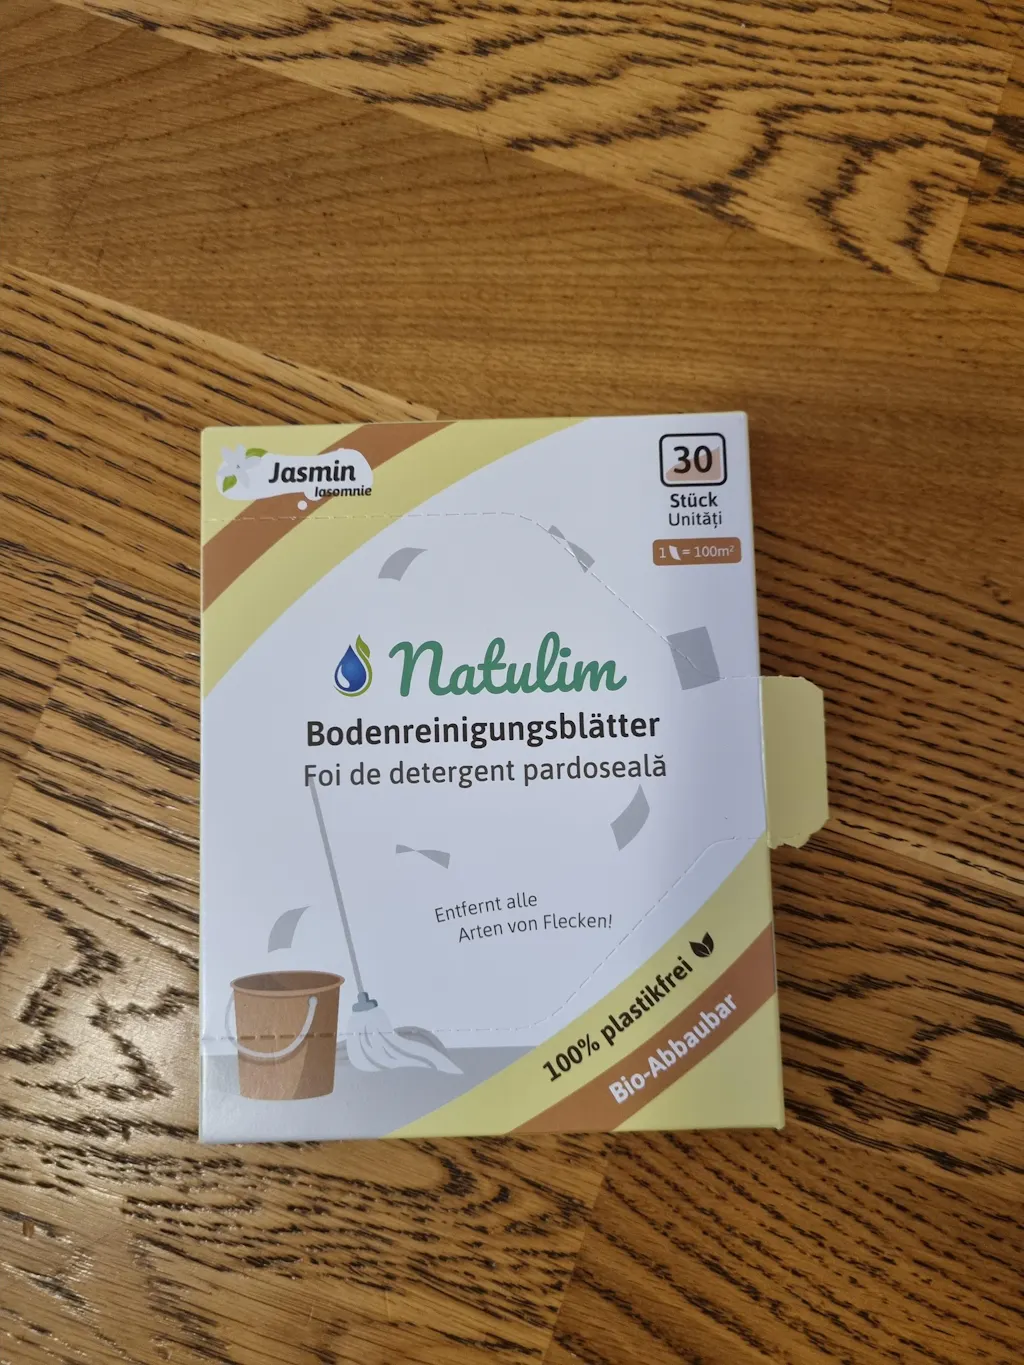 Jasmin
Iasomnie
30
Stück
Unități
1 = 100m²
Natulim
Bodenreinigungsblätter
Foi de detergent pardoseală
Entfernt alle
Arten von Flecken!
100% plastikfrei
Bio-Abbaubar